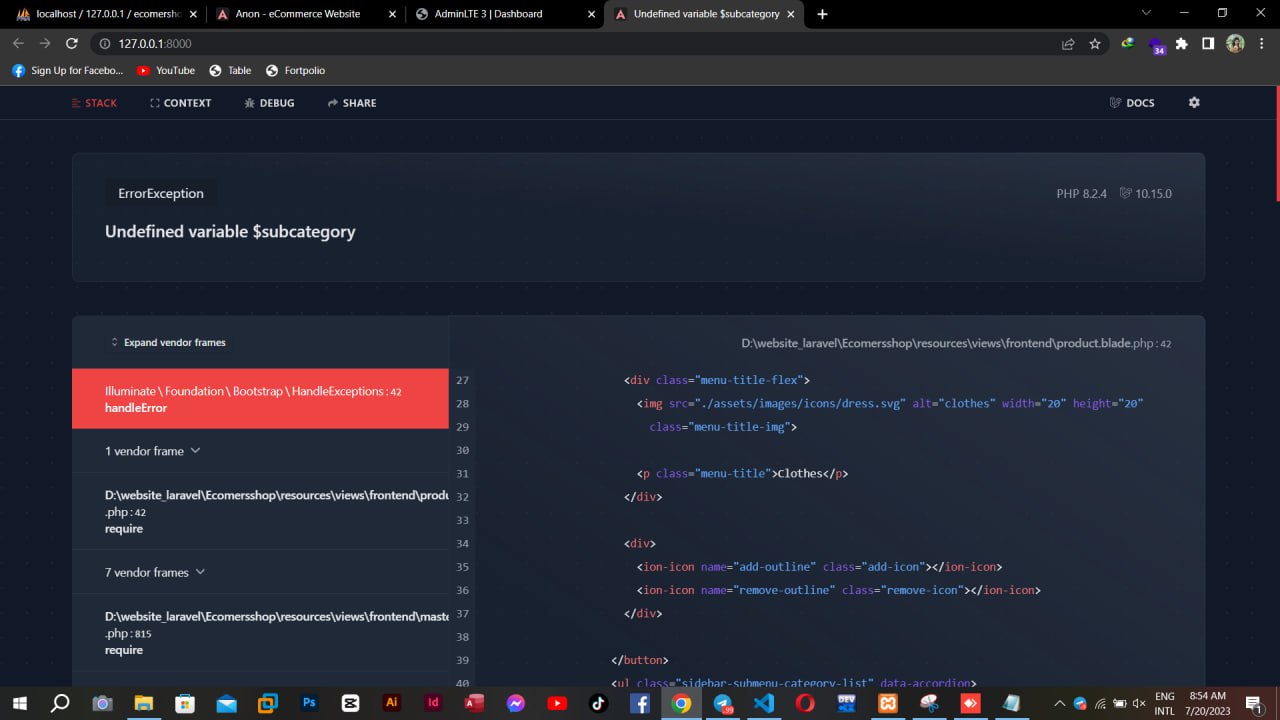 localhost / 127.0.0.1 / ecomersho
Anon - eCommerce Website
AdminLTE 3 | Dashboard
Undefined variable $subcategory
127.0.0.1:8000
34
Sign Up for Facebo...
YouTube
Table
Fortpolio
STACK
CONTEXT
DEBUG
SHARE
DOCS
ErrorException
PHP 8.2.4
10.15.0
Undefined variable $subcategory
Expand vendor frames
D:\website_laravel\Ecomersshop\resources\views\frontend\product.blade.php : 42
Illuminate \ Foundation \ Bootstrap \ HandleExceptions : 42
handleError
1 vendor frame
D:\website_laravel\Ecomersshop\resources\views\frontend\produ
.php : 42
require
7 vendor frames
D:\website_laravel\Ecomersshop\resources\views\frontend\maste
.php : 815
require
27 <div class="menu-title-flex">
28 <img src="./assets/images/icons/dress.svg" alt="clothes" width="20" height="20"
29 class="menu-title-img">
30
31 <p class="menu-title">Clothes</p>
32 </div>
33
34 <div>
35 <ion-icon name="add-outline" class="add-icon"></ion-icon>
36 <ion-icon name="remove-outline" class="remove-icon"></ion-icon>
37 </div>
38
39 </button>
40 <ul class="sidebar-submenu-category-list" data-accordion>
Ps
Ai
Id
A
99
DEV
ENG
INTL
8:54 AM
7/20/2023
1